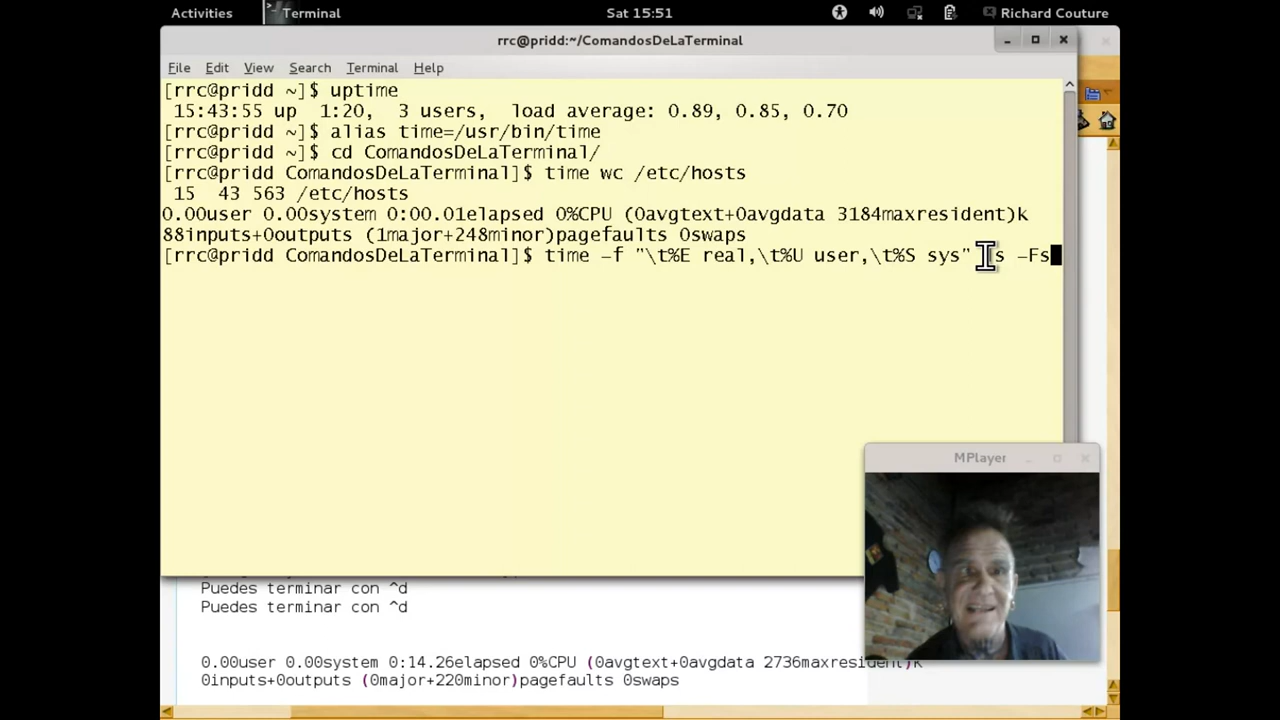 Activities Terminal Sat 15:51 Richard Couture
rrc@pridd:~/ComandosDeLaTerminal
File Edit View Search Terminal Help
[rrc@pridd ~]$ uptime
15:43:55 up 1:20, 3 users, load average: 0.89, 0.85, 0.70
[rrc@pridd ~]$ alias time=/usr/bin/time
[rrc@pridd ~]$ cd ComandosDeLaTerminal/
[rrc@pridd ComandosDeLaTerminal]$ time wc /etc/hosts
15 43 563 /etc/hosts
0.00user 0.00system 0:00.01elapsed 0%CPU (0avgtext+0avgdata 3184maxresident)k
88inputs+0outputs (1major+248minor)pagefaults 0swaps
[rrc@pridd ComandosDeLaTerminal]$ time -f "\t%E real,\t%U user,\t%S sys" ls -Fs
MPlayer
Puedes terminar con ^d
Puedes terminar con ^d
0.00user 0.00system 0:14.26elapsed 0%CPU (0avgtext+0avgdata 2736maxresident)k
0inputs+0outputs (0major+220minor)pagefaults 0swaps